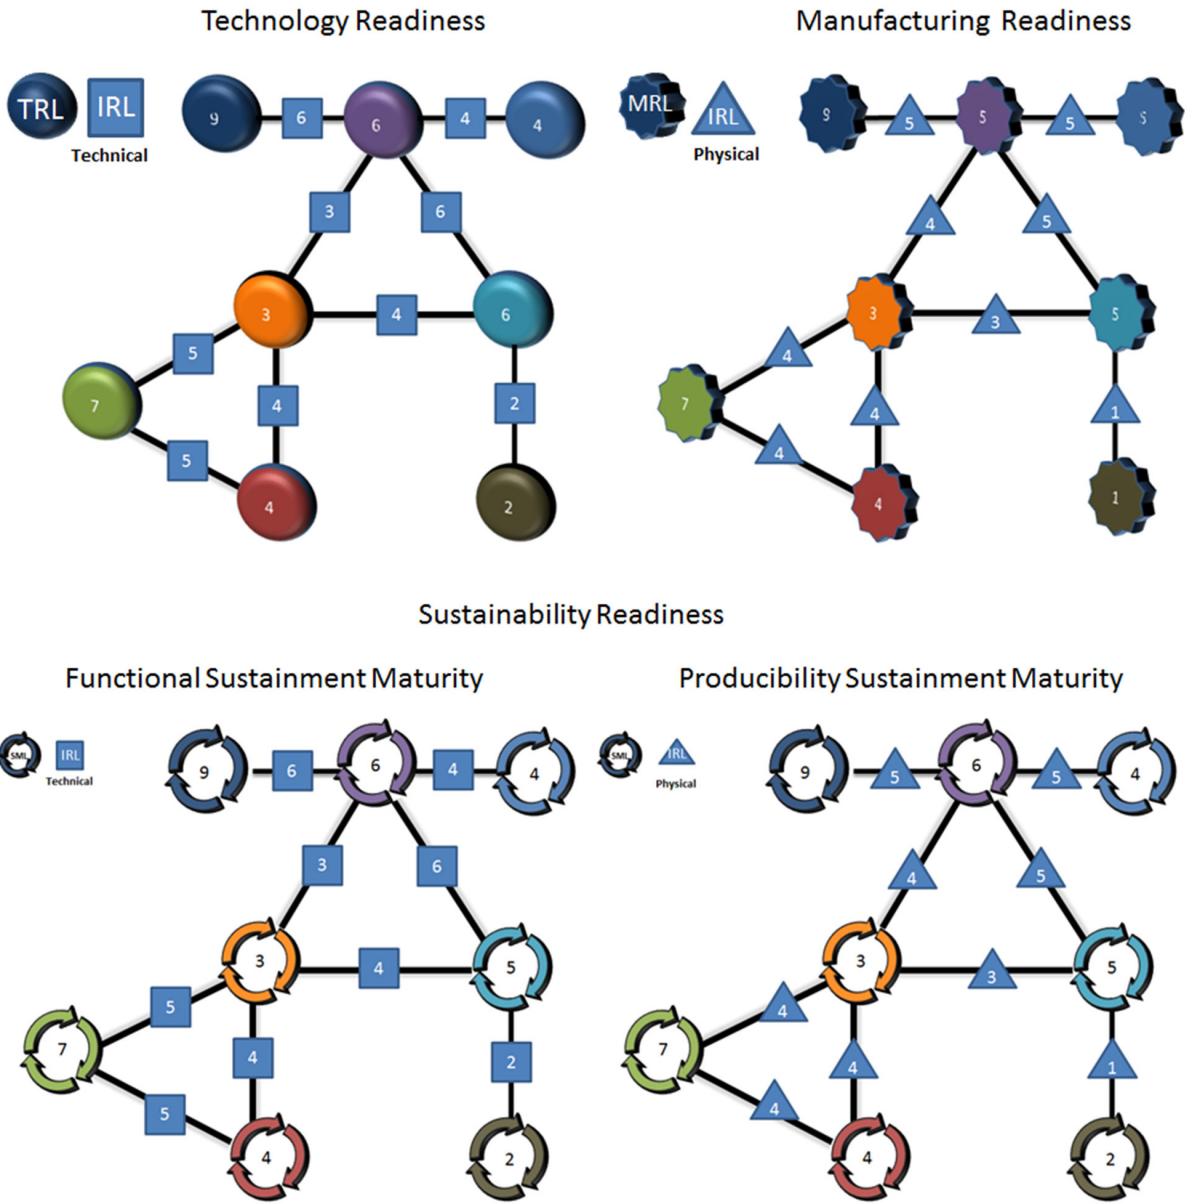 Technology Readiness
Manufacturing Readiness
TRL IRL
Technical
9 6 6 4 4
3 6
3 4 6
5
7 4 2
5
4 2
MRL IRL
Physical
9 5 5 5 5
4 5
3 3 5
4
7 4 1
4
4 1
Sustainability Readiness
Functional Sustainment Maturity
Producibility Sustainment Maturity
SML IRL
Technical
9 6 6 4 4
3 6
3 4 5
5
7 4 2
5
4 2
SML IRL
Physical
9 5 6 5 4
4 5
3 3 5
4
7 4 1
4
4 2